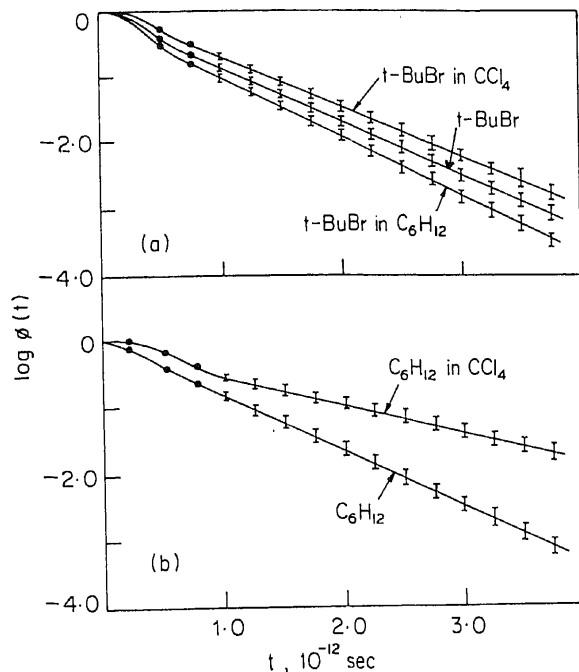 0
t-BuBr in CCl₄
t-BuBr
-2·0
t-BuBr in C₆H₁₂
(a)
-4·0
log ø(t)
0
C₆H₁₂ in CCl₄
-2·0
C₆H₁₂
(b)
-4·0
1·0 2·0 3·0
t, 10⁻¹² sec